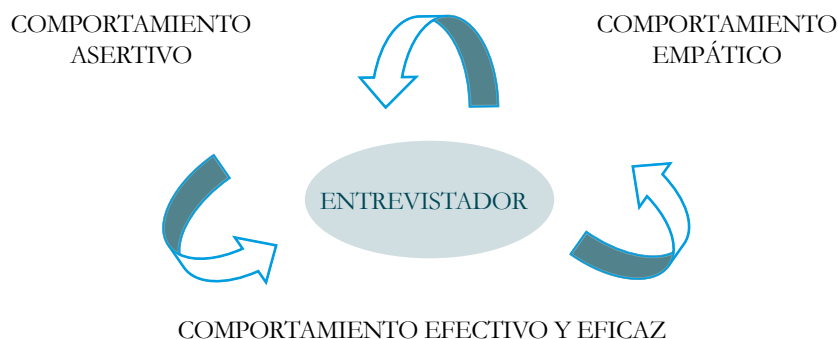 COMPORTAMIENTO
ASERTIVO
COMPORTAMIENTO
EMPÁTICO
ENTREVISTADOR
COMPORTAMIENTO EFECTIVO Y EFICAZ